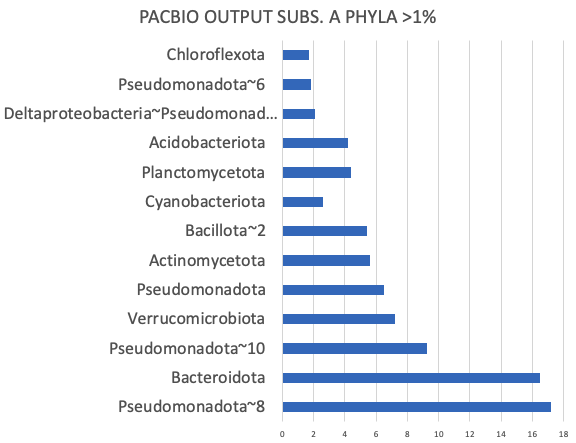 PACBIO OUTPUT SUBS. A PHYLA >1%
Chloroflexota
Pseudomonadota~6
Deltaproteobacteria~Pseudomonad...
Acidobacteriota
Planctomycetota
Cyanobacteriota
Bacillota~2
Actinomycetota
Pseudomonadota
Verrucomicrobiota
Pseudomonadota~10
Bacteroidota
Pseudomonadota~8
0 2 4 6 8 10 12 14 16 18